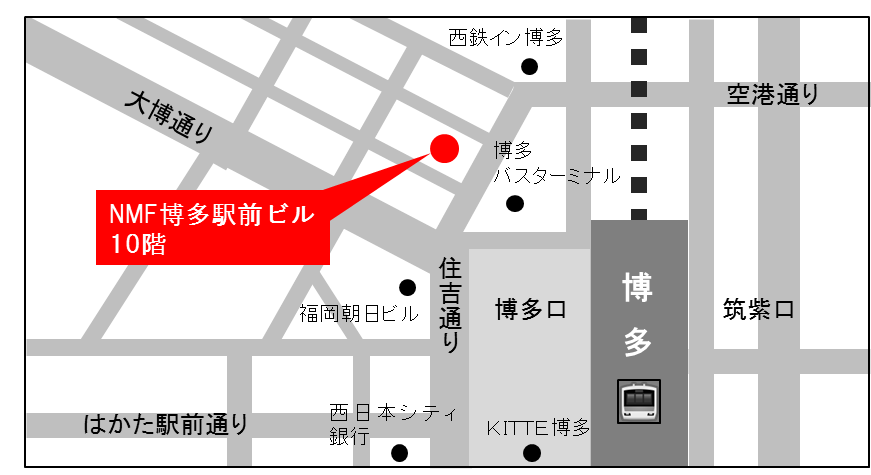 西鉄イン博多
大博通り
空港通り
博多
バスターミナル
NMF博多駅前ビル
10階
住吉通り
博多口
博多
筑紫口
福岡朝日ビル
はかた駅前通り
西日本シティ
銀行
KITTE博多